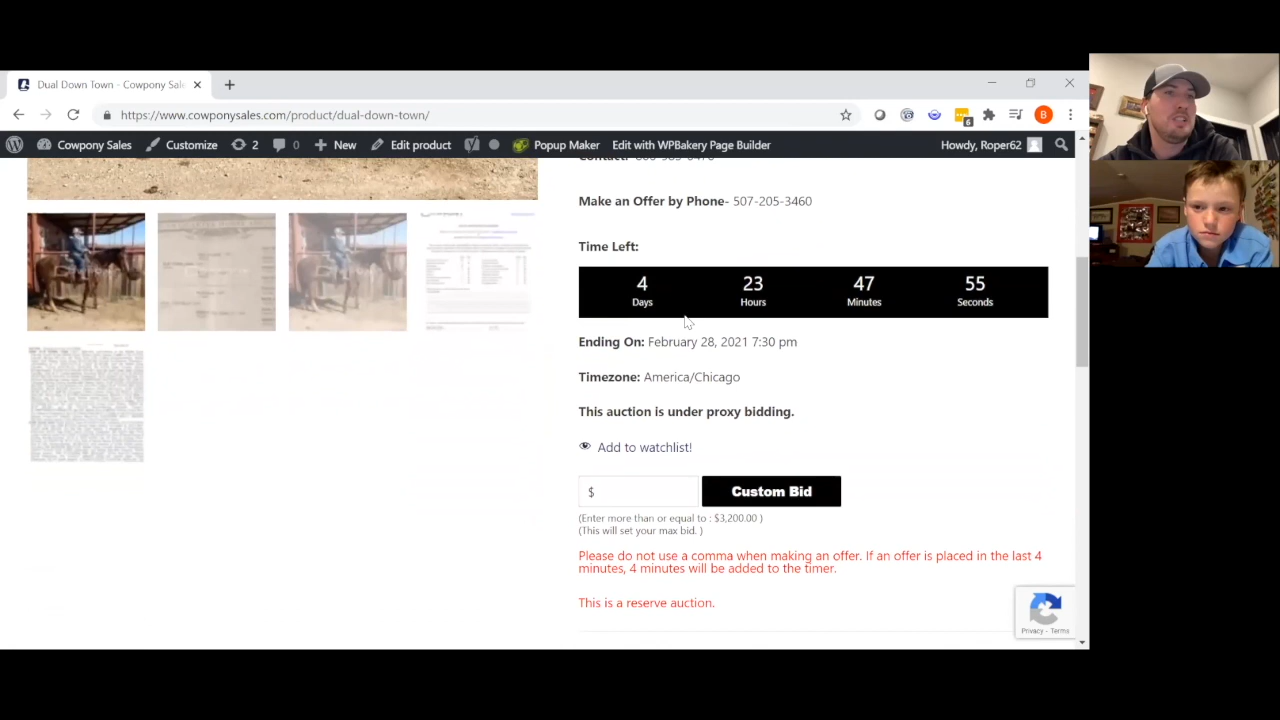 Dual Down Town - Cowpony Sale
https://www.cowponysales.com/product/dual-down-town/
6
B
Cowpony Sales Customize 2 0 New Edit product Popup Maker Edit with WPBakery Page Builder Howdy, Roper62
Make an Offer by Phone- 507-205-3460
Time Left:
4 23 47 55
Days Hours Minutes Seconds
Ending On: February 28, 2021 7:30 pm
Timezone: America/Chicago
This auction is under proxy bidding.
Add to watchlist!
$ Custom Bid
(Enter more than or equal to : $3,200.00 )
(This will set your max bid. )
Please do not use a comma when making an offer. If an offer is placed in the last 4
minutes, 4 minutes will be added to the timer.
This is a reserve auction.
Privacy - Terms